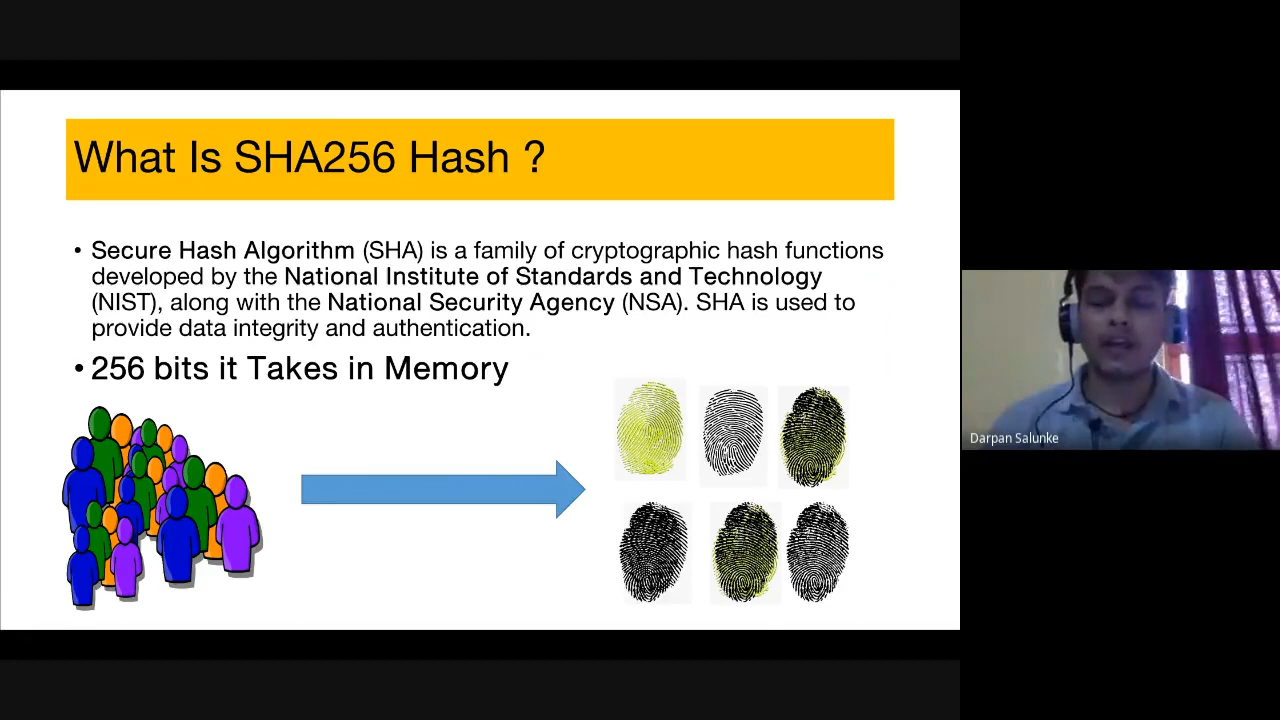 What Is SHA256 Hash ?
• Secure Hash Algorithm (SHA) is a family of cryptographic hash functions
developed by the National Institute of Standards and Technology
(NIST), along with the National Security Agency (NSA). SHA is used to
provide data integrity and authentication.
• 256 bits it Takes in Memory
Darpan Salunke